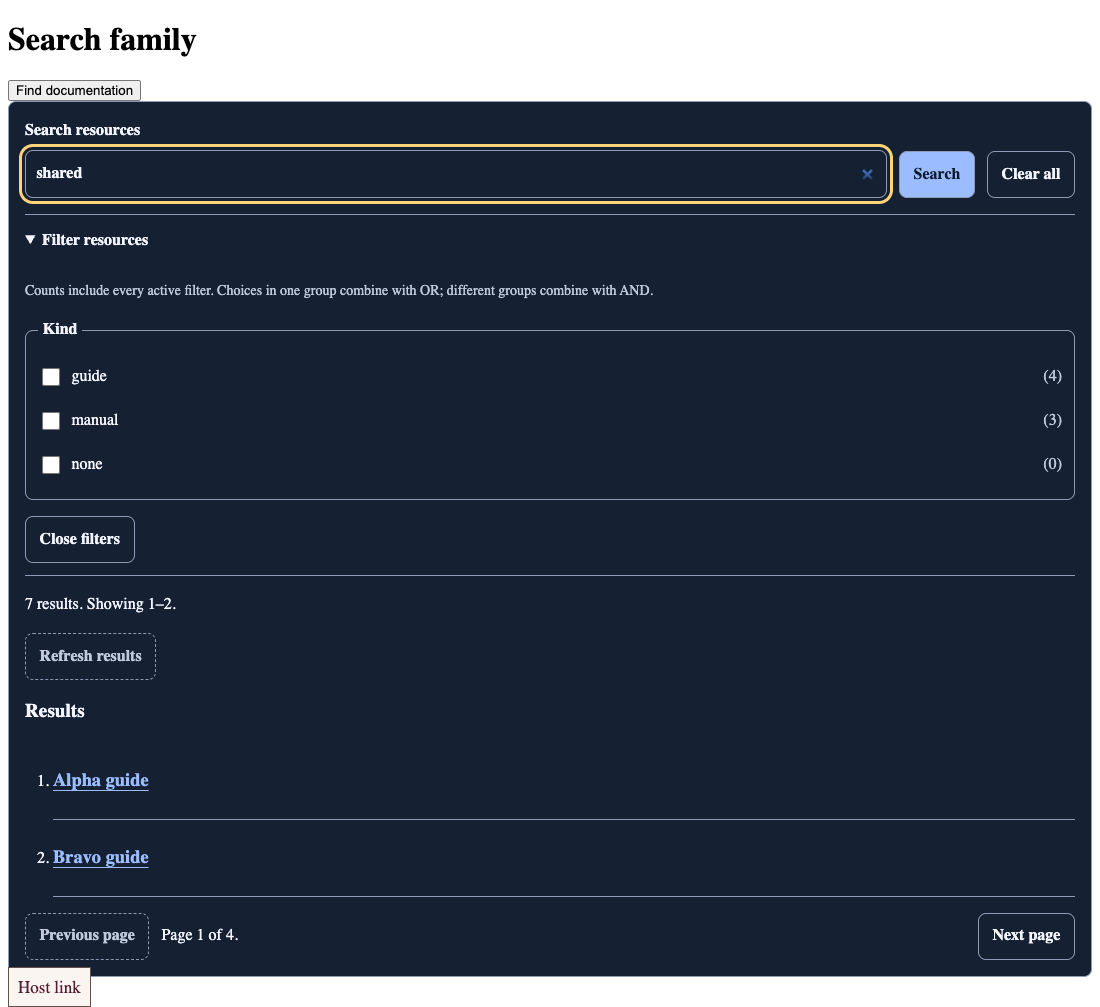 Search family
Find documentation
Search resources
shared
Search
Clear all
Filter resources
Counts include every active filter. Choices in one group combine with OR; different groups combine with AND.
Kind
guide (4)
manual (3)
none (0)
Close filters
7 results. Showing 1–2.
Refresh results
Results
1. Alpha guide
2. Bravo guide
Previous page
Page 1 of 4.
Next page
Host link